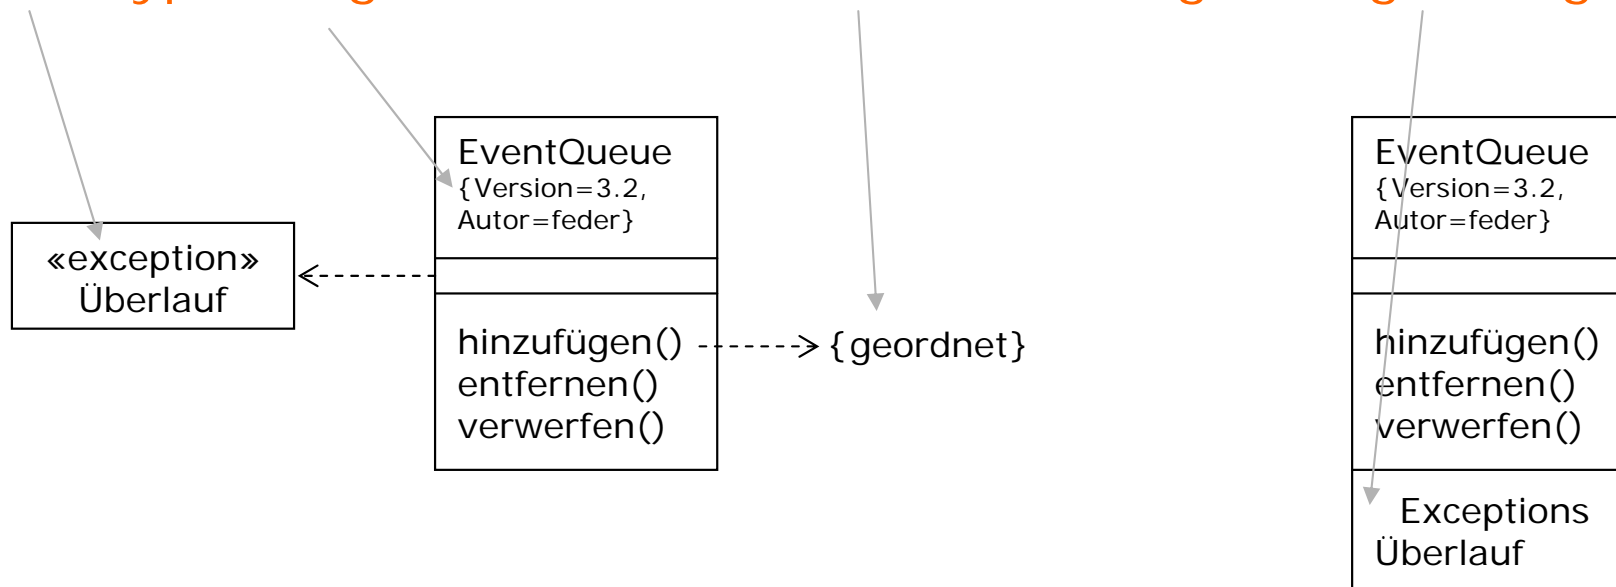 «exception»
Überlauf
EventQueue
{Version=3.2,
Autor=feder}
hinzufügen()
entfernen()
verwerfen()
{geordnet}
EventQueue
{Version=3.2,
Autor=feder}
hinzufügen()
entfernen()
verwerfen()
Exceptions
Überlauf